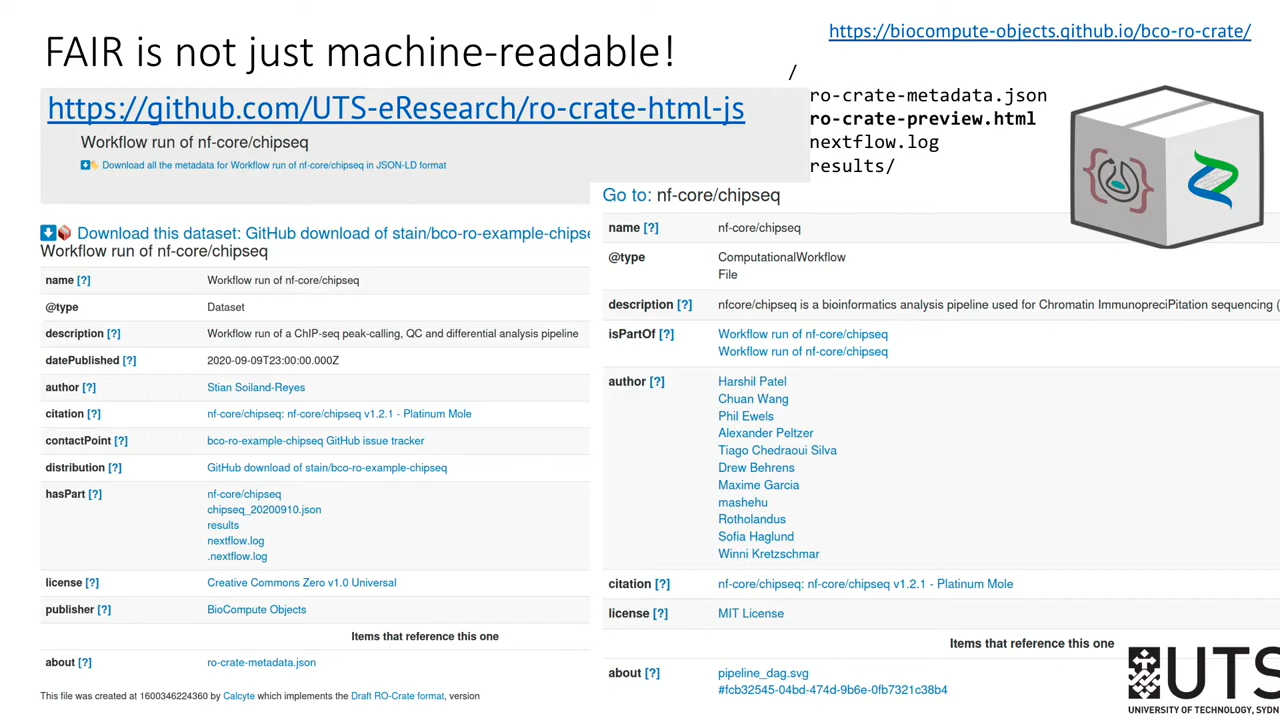 FAIR is not just machine-readable!
https://biocompute-objects.github.io/bco-ro-crate/
https://github.com/UTS-eResearch/ro-crate-html-js
/
ro-crate-metadata.json
ro-crate-preview.html
nextflow.log
results/
Workflow run of nf-core/chipseq
Download all the metadata for Workflow run of nf-core/chipseq in JSON-LD format
Download this dataset: GitHub download of stain/bco-ro-example-chipse
Workflow run of nf-core/chipseq
name [?] Workflow run of nf-core/chipseq
@type Dataset
description [?] Workflow run of a ChIP-seq peak-calling, QC and differential analysis pipeline
datePublished [?] 2020-09-09T23:00:00.000Z
author [?] Stian Soiland-Reyes
citation [?] nf-core/chipseq: nf-core/chipseq v1.2.1 - Platinum Mole
contactPoint [?] bco-ro-example-chipseq GitHub issue tracker
distribution [?] GitHub download of stain/bco-ro-example-chipseq
hasPart [?] nf-core/chipseq
chipseq_20200910.json
results
nextflow.log
.nextflow.log
license [?] Creative Commons Zero v1.0 Universal
publisher [?] BioCompute Objects
Items that reference this one
about [?] ro-crate-metadata.json
This file was created at 1600346224360 by Calcyte which implements the Draft RO-Crate format, version
Go to: nf-core/chipseq
name [?] nf-core/chipseq
@type ComputationalWorkflow
File
description [?] nfcore/chipseq is a bioinformatics analysis pipeline used for Chromatin ImmunopreciPitation sequencing (
isPartOf [?] Workflow run of nf-core/chipseq
Workflow run of nf-core/chipseq
author [?] Harshil Patel
Chuan Wang
Phil Ewels
Alexander Peltzer
Tiago Chedraoui Silva
Drew Behrens
Maxime Garcia
mashehu
Rotholandus
Sofia Haglund
Winni Kretzschmar
citation [?] nf-core/chipseq: nf-core/chipseq v1.2.1 - Platinum Mole
license [?] MIT License
Items that reference this one
about [?] pipeline_dag.svg
#fcb32545-04bd-474d-9b6e-0fb7321c38b4
UTS
UNIVERSITY OF TECHNOLOGY, SYDN